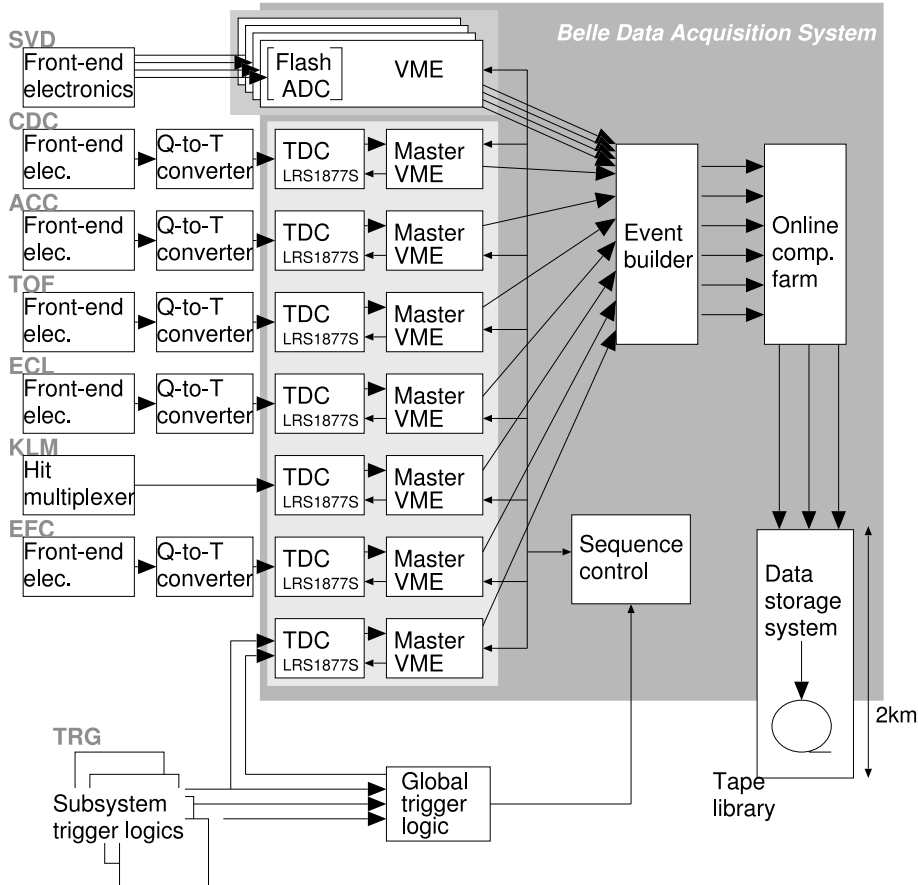 Belle Data Acquisition System
SVD
Front-end
electronics
Flash
ADC
VME
CDC
Front-end
elec.
Q-to-T
converter
TDC
LRS1877S
Master
VME
ACC
Front-end
elec.
Q-to-T
converter
TDC
LRS1877S
Master
VME
TOF
Front-end
elec.
Q-to-T
converter
TDC
LRS1877S
Master
VME
ECL
Front-end
elec.
Q-to-T
converter
TDC
LRS1877S
Master
VME
KLM
Hit
multiplexer
TDC
LRS1877S
Master
VME
EFC
Front-end
elec.
Q-to-T
converter
TDC
LRS1877S
Master
VME
TDC
LRS1877S
Master
VME
Event
builder
Online
comp.
farm
Sequence
control
Data
storage
system
2km
Tape
library
TRG
Subsystem
trigger logics
Global
trigger
logic